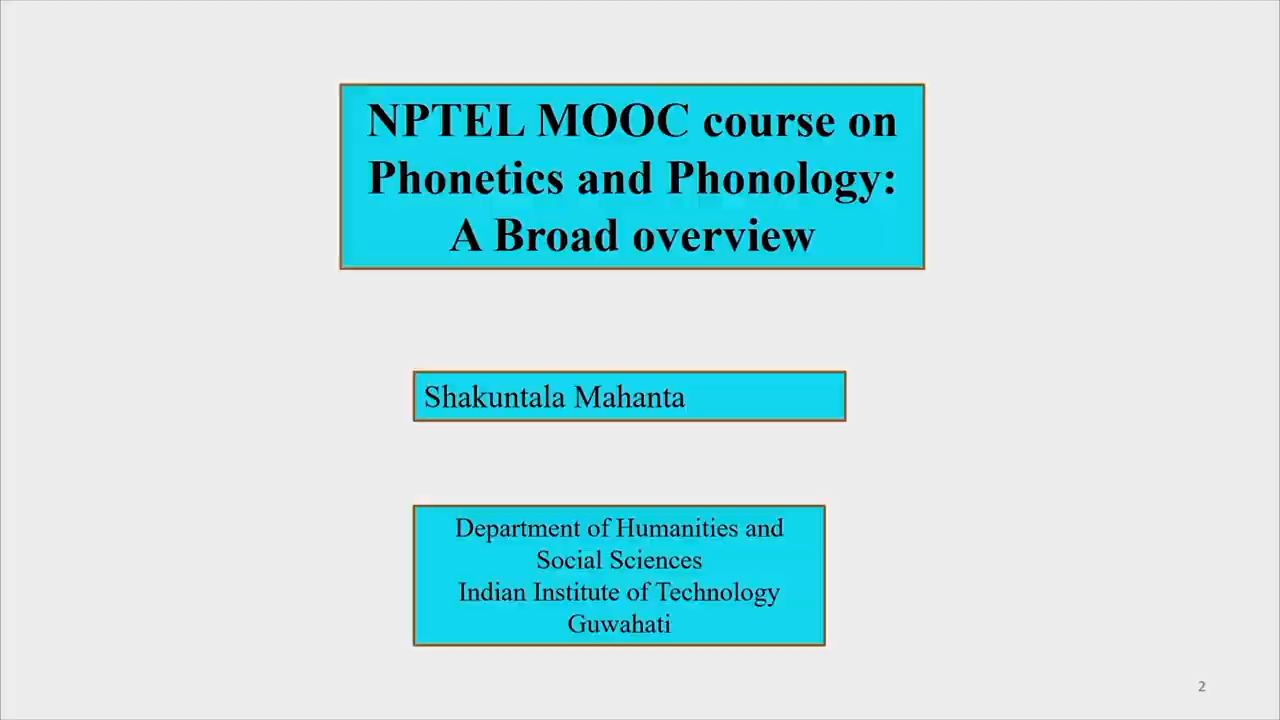 NPTEL MOOC course on
Phonetics and Phonology:
A Broad overview
Shakuntala Mahanta
Department of Humanities and
Social Sciences
Indian Institute of Technology
Guwahati
2